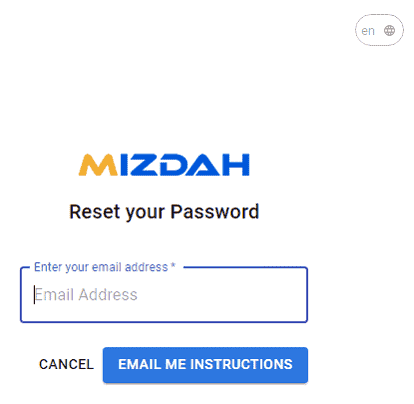 en
MIZDAH
Reset your Password
Enter your email address *
Email Address
CANCEL EMAIL ME INSTRUCTIONS